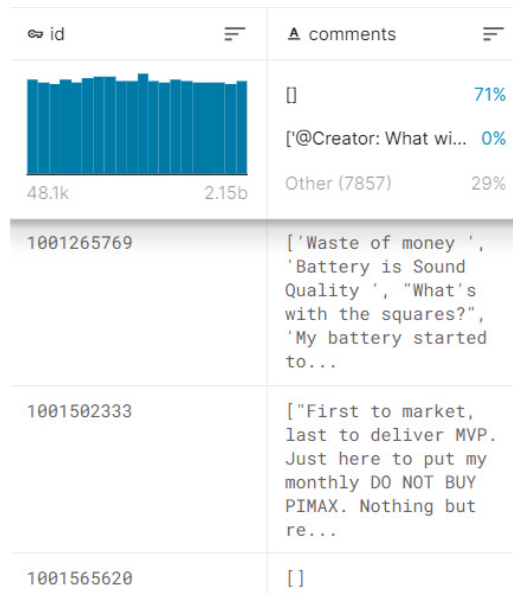 id
A comments
[] 71%
['@Creator: What wi... 0%
Other (7857) 29%
48.1k 2.15b
1001265769
['Waste of money ',
'Battery is Sound
Quality ', "What's
with the squares?",
'My battery started
to...
1001502333
["First to market,
last to deliver MVP.
Just here to put my
monthly DO NOT BUY
PIMAX. Nothing but
re...
1001565620
[]